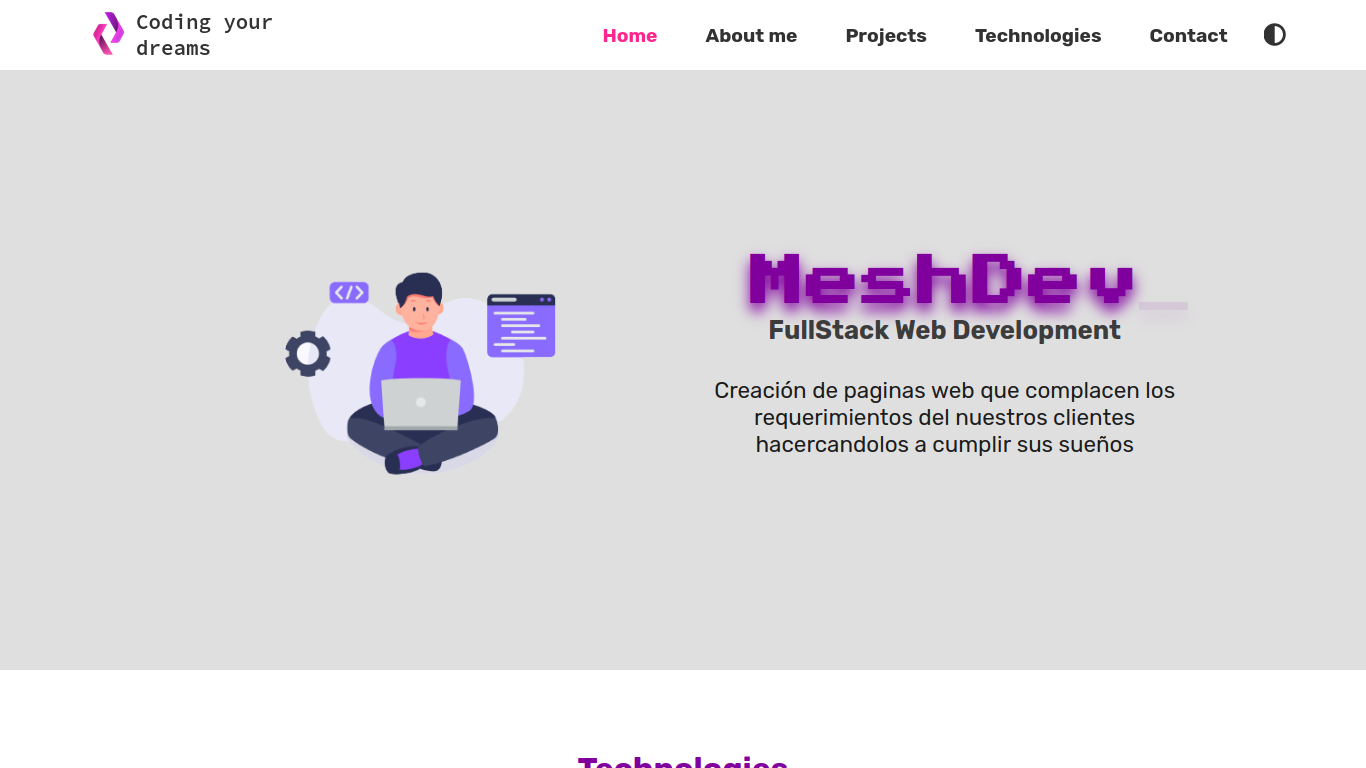 Coding your
dreams
Home About me Projects Technologies Contact
</>
MeshDev_
FullStack Web Development
Creación de paginas web que complacen los
requerimientos del nuestros clientes
hacercandolos a cumplir sus sueños
Technologies